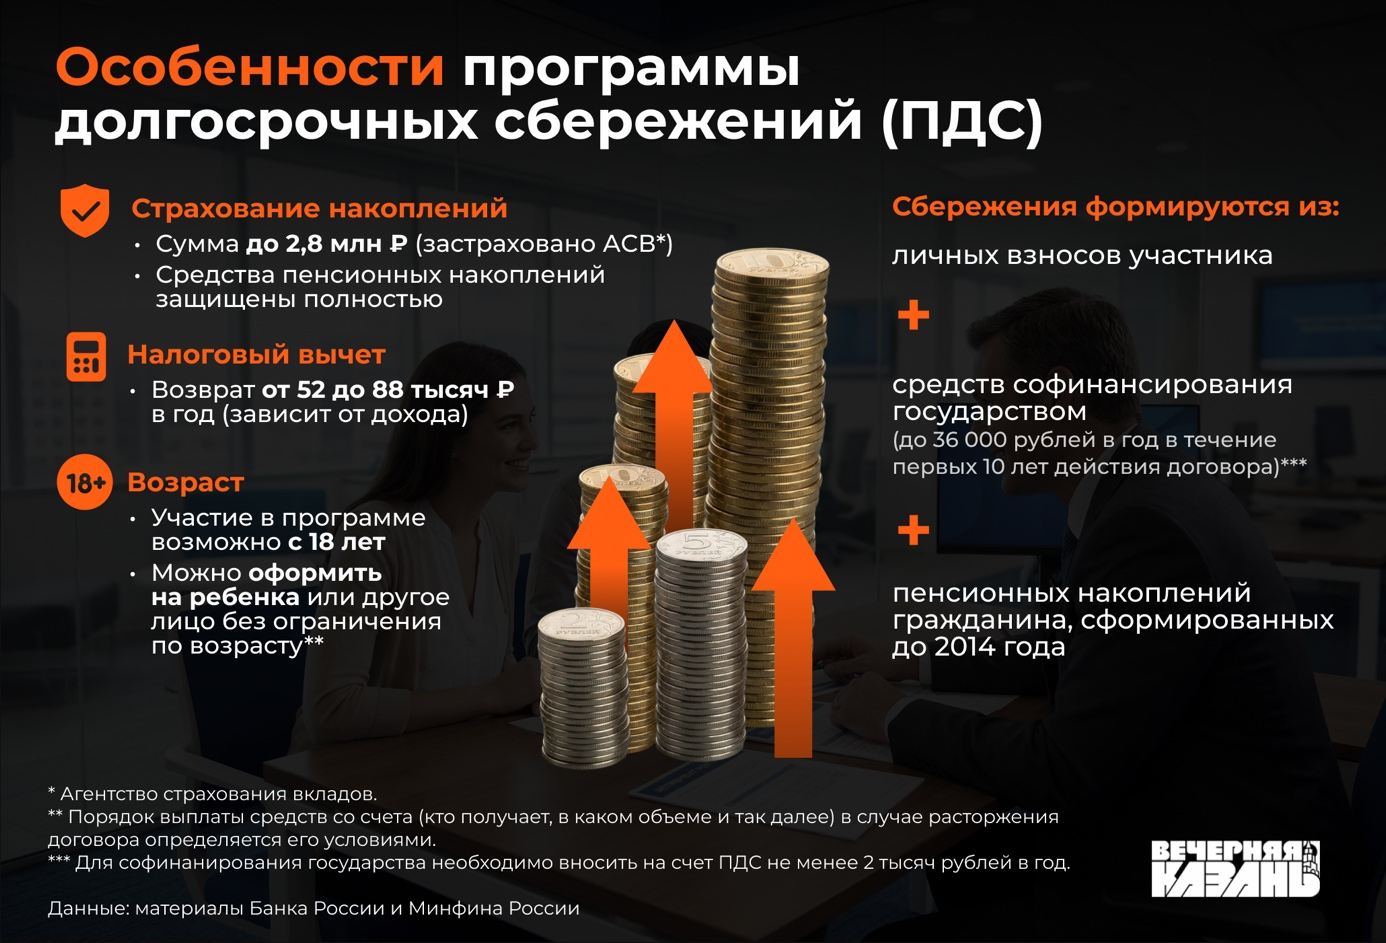 Особенности программы
долгосрочных сбережений (ПДС)
Страхование накоплений
• Сумма до 2,8 млн ₽ (застраховано АСВ*)
• Средства пенсионных накоплений
защищены полностью
Налоговый вычет
• Возврат от 52 до 88 тысяч ₽
в год (зависит от дохода)
18+
Возраст
• Участие в программе
возможно с 18 лет
• Можно оформить
на ребенка или другое
лицо без ограничения
по возрасту**
Сбережения формируются из:
личных взносов участника
+
средств софинансирования
государством
(до 36 000 рублей в год в течение
первых 10 лет действия договора)***
+
пенсионных накоплений
гражданина, сформированных
до 2014 года
10
10
5
РУБЛЕЙ
2
РУБЛЯ
* Агентство страхования вкладов.
** Порядок выплаты средств со счета (кто получает, в каком объеме и так далее) в случае расторжения
договора определяется его условиями.
*** Для софинанирования государства необходимо вносить на счет ПДС не менее 2 тысяч рублей в год.
Данные: материалы Банка России и Минфина России
ВЕЧЕРНЯЯ
КАЗАНЬ